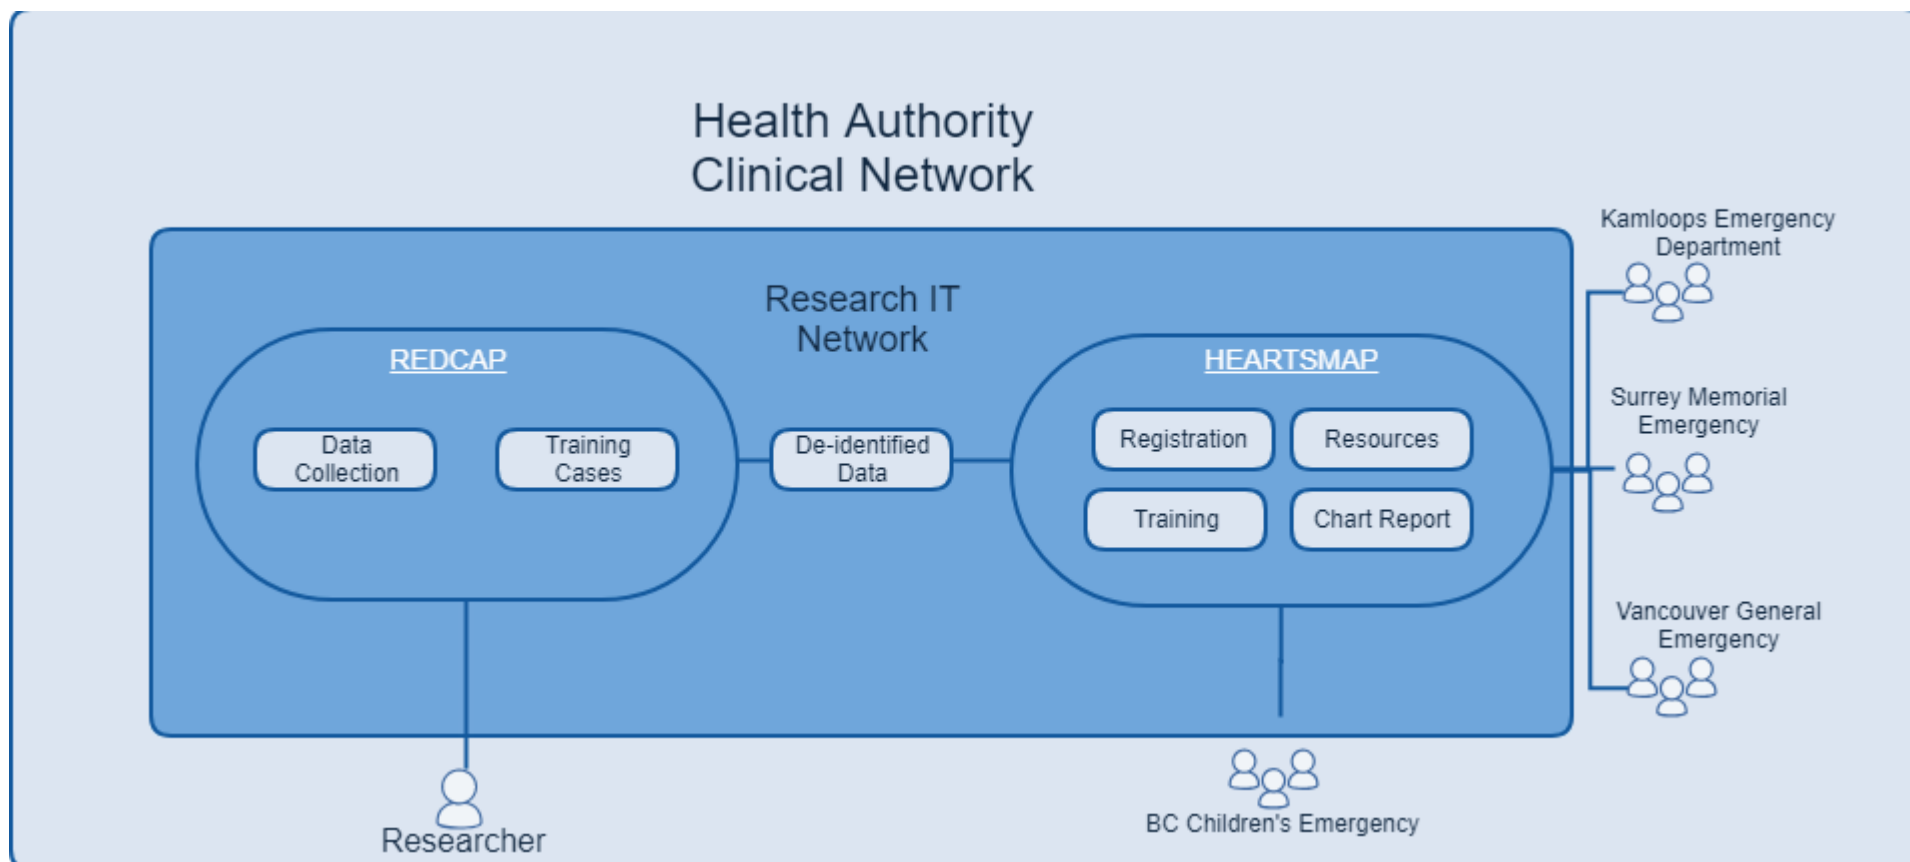 Health Authority
Clinical Network
Research IT
Network
REDCAP
Data
Collection
Training
Cases
De-identified
Data
HEARTSMAP
Registration
Resources
Training
Chart Report
Kamloops Emergency
Department
Surrey Memorial
Emergency
Vancouver General
Emergency
Researcher
BC Children's Emergency